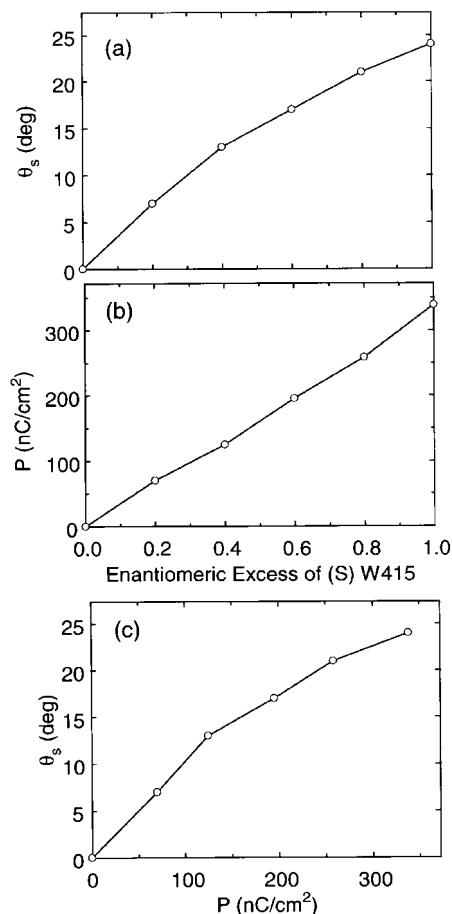 (a)
25
20
15
10
5
0
θs (deg)
(b)
300
200
100
0
P (nC/cm²)
0.0 0.2 0.4 0.6 0.8 1.0
Enantiomeric Excess of (S) W415
(c)
25
20
15
10
5
0
θs (deg)
0 100 200 300
P (nC/cm²)